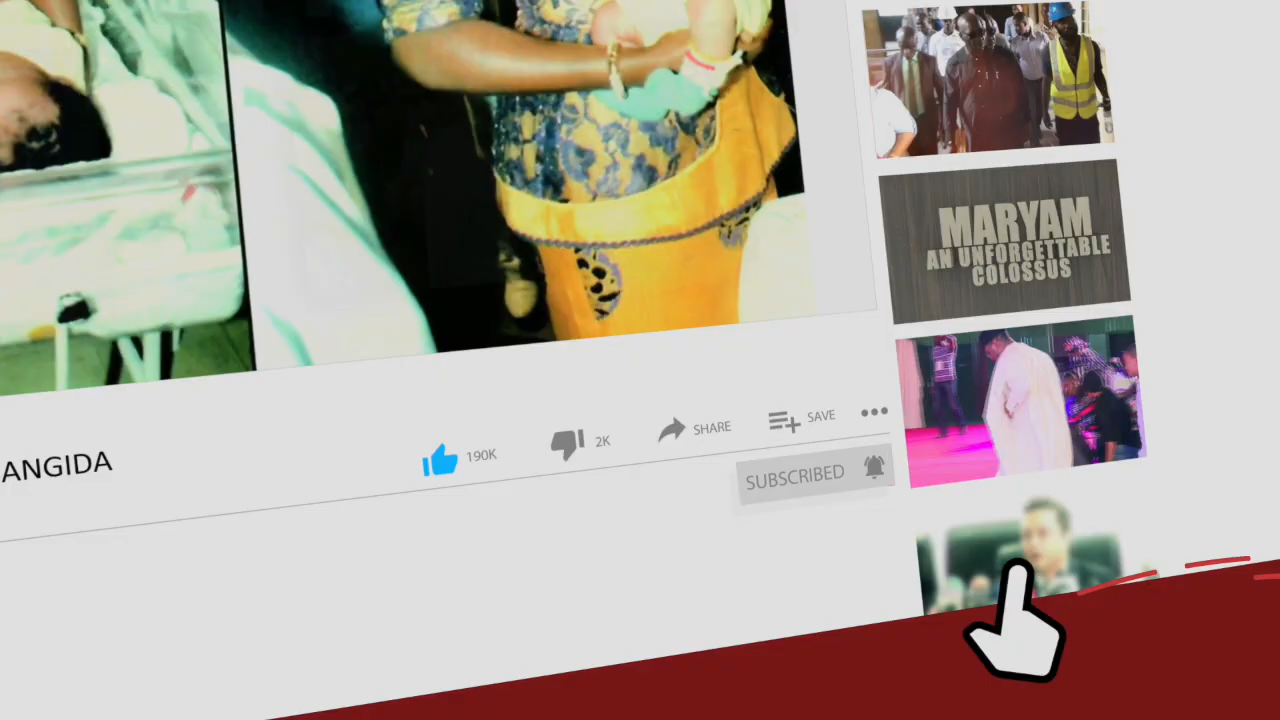 MARYAM
AN UNFORGETTABLE
COLOSSUS
ANGIDA
190K
2K
SHARE
SAVE
SUBSCRIBED